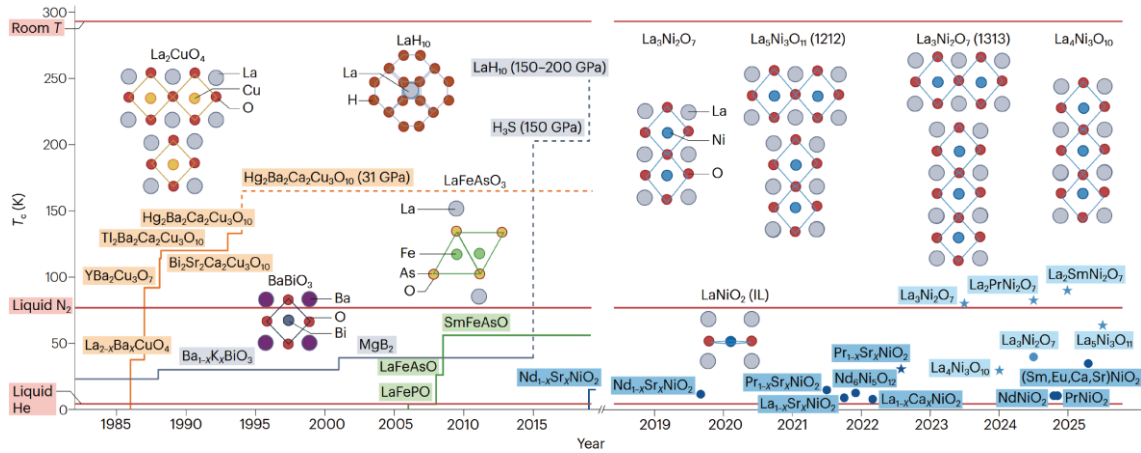 300
250
200
150
100
50
0
T_c (K)
Room T
Liquid N₂
Liquid He
La₂CuO₄
La
Cu
O
LaH₁₀
La
H
LaH₁₀ (150–200 GPa)
H₃S (150 GPa)
Hg₂Ba₂Ca₂Cu₃O₁₀ (31 GPa)
LaFeAsO₃
La
Fe
As
O
Hg₂Ba₂Ca₂Cu₃O₁₀
Tl₂Ba₂Ca₂Cu₃O₁₀
Bi₂Sr₂Ca₂Cu₃O₁₀
YBa₂Cu₃O₇
BaBiO₃
Ba
O
Bi
La₂₋ₓBaₓCuO₄
Ba₁₋ₓKₓBiO₃
MgB₂
SmFeAsO
LaFeAsO
LaFePO
Nd₁₋ₓSrₓNiO₂
1985
1990
1995
2000
2005
2010
2015
La₃Ni₂O₇
La₅Ni₃O₁₁ (1212)
La₃Ni₂O₇ (1313)
La₄Ni₃O₁₀
La
Ni
O
LaNiO₂ (IL)
La₃Ni₂O₇
La₂PrNi₂O₇
La₂SmNi₂O₇
Nd₁₋ₓSrₓNiO₂
Pr₁₋ₓSrₓNiO₂
La₁₋ₓSrₓNiO₂
Pr₁₋ₓSrₓNiO₂
Nd₆Ni₅O₁₂
La₁₋ₓCaₓNiO₂
La₄Ni₃O₁₀
La₃Ni₂O₇
La₅Ni₃O₁₁
(Sm,Eu,Ca,Sr)NiO₂
NdNiO₂
PrNiO₂
2019
2020
2021
2022
2023
2024
2025
Year